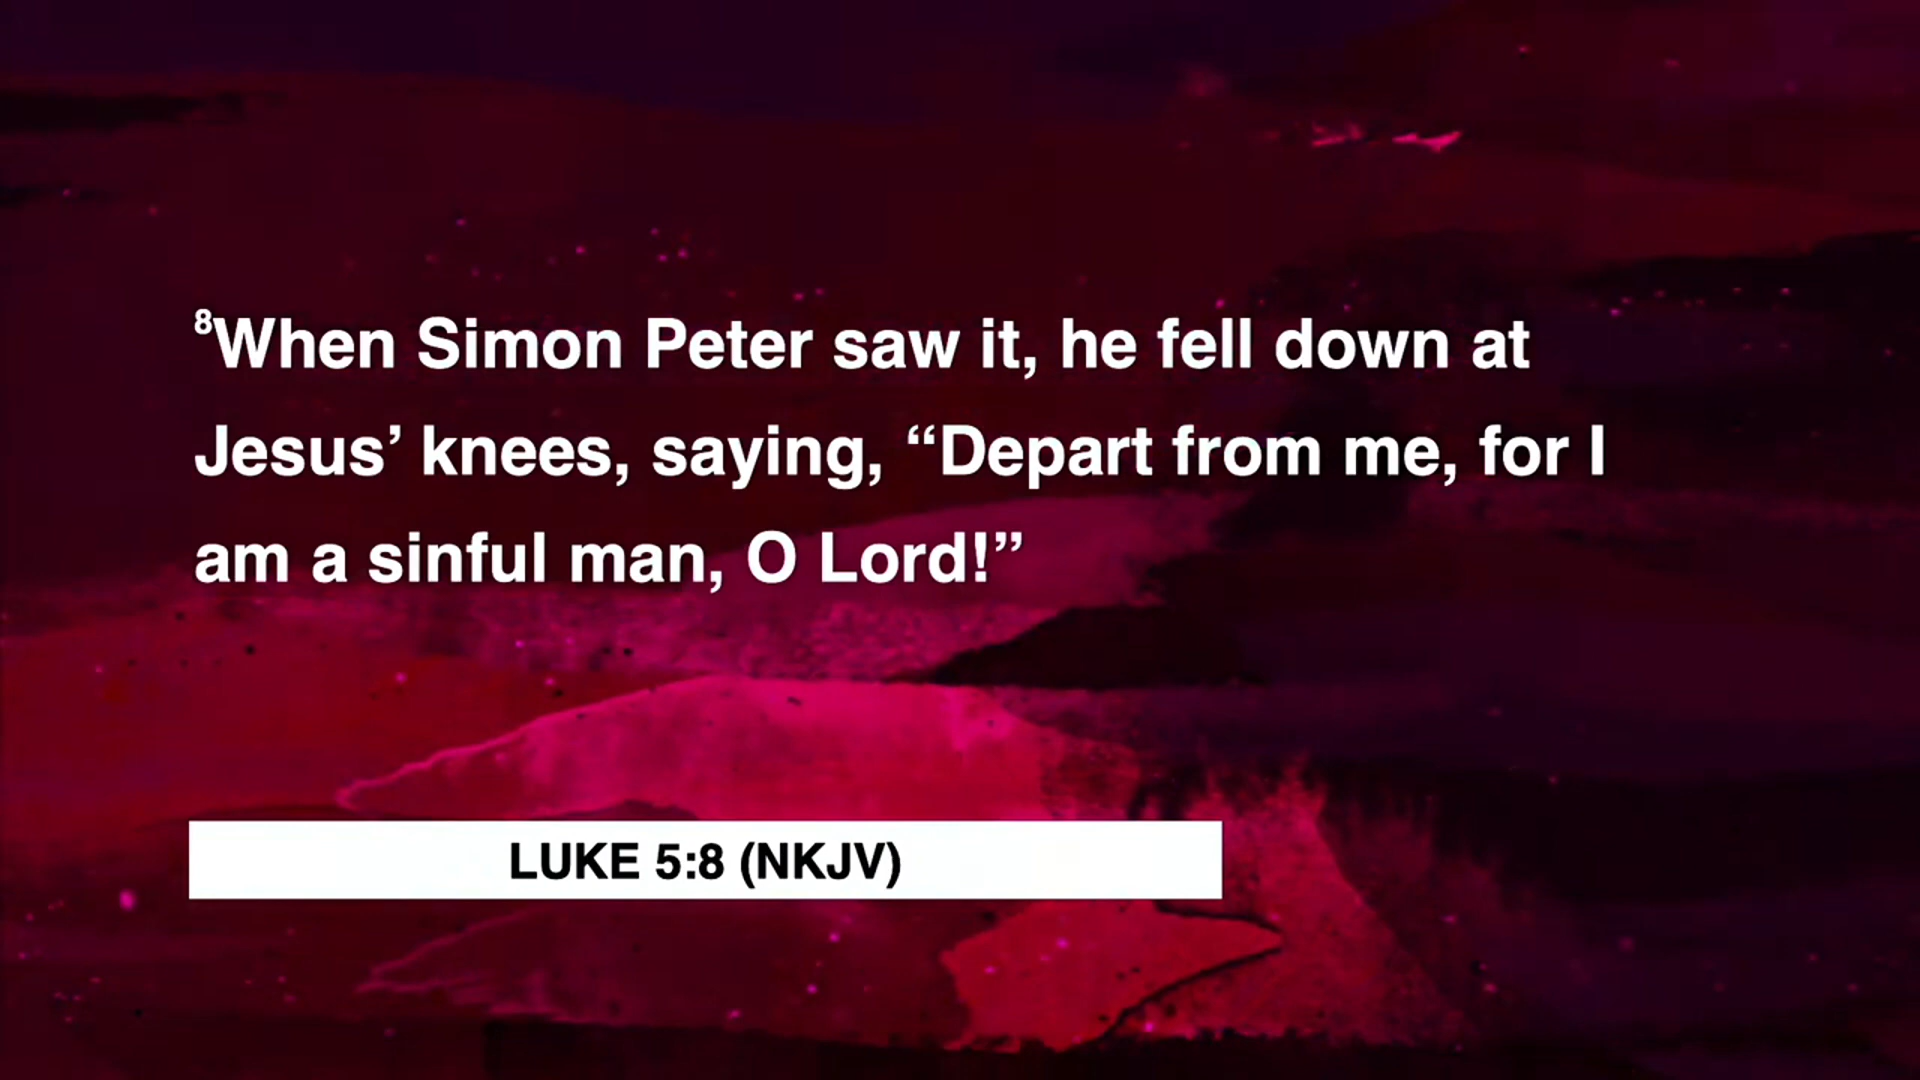 ⁸When Simon Peter saw it, he fell down at
Jesus’ knees, saying, “Depart from me, for I
am a sinful man, O Lord!”
LUKE 5:8 (NKJV)